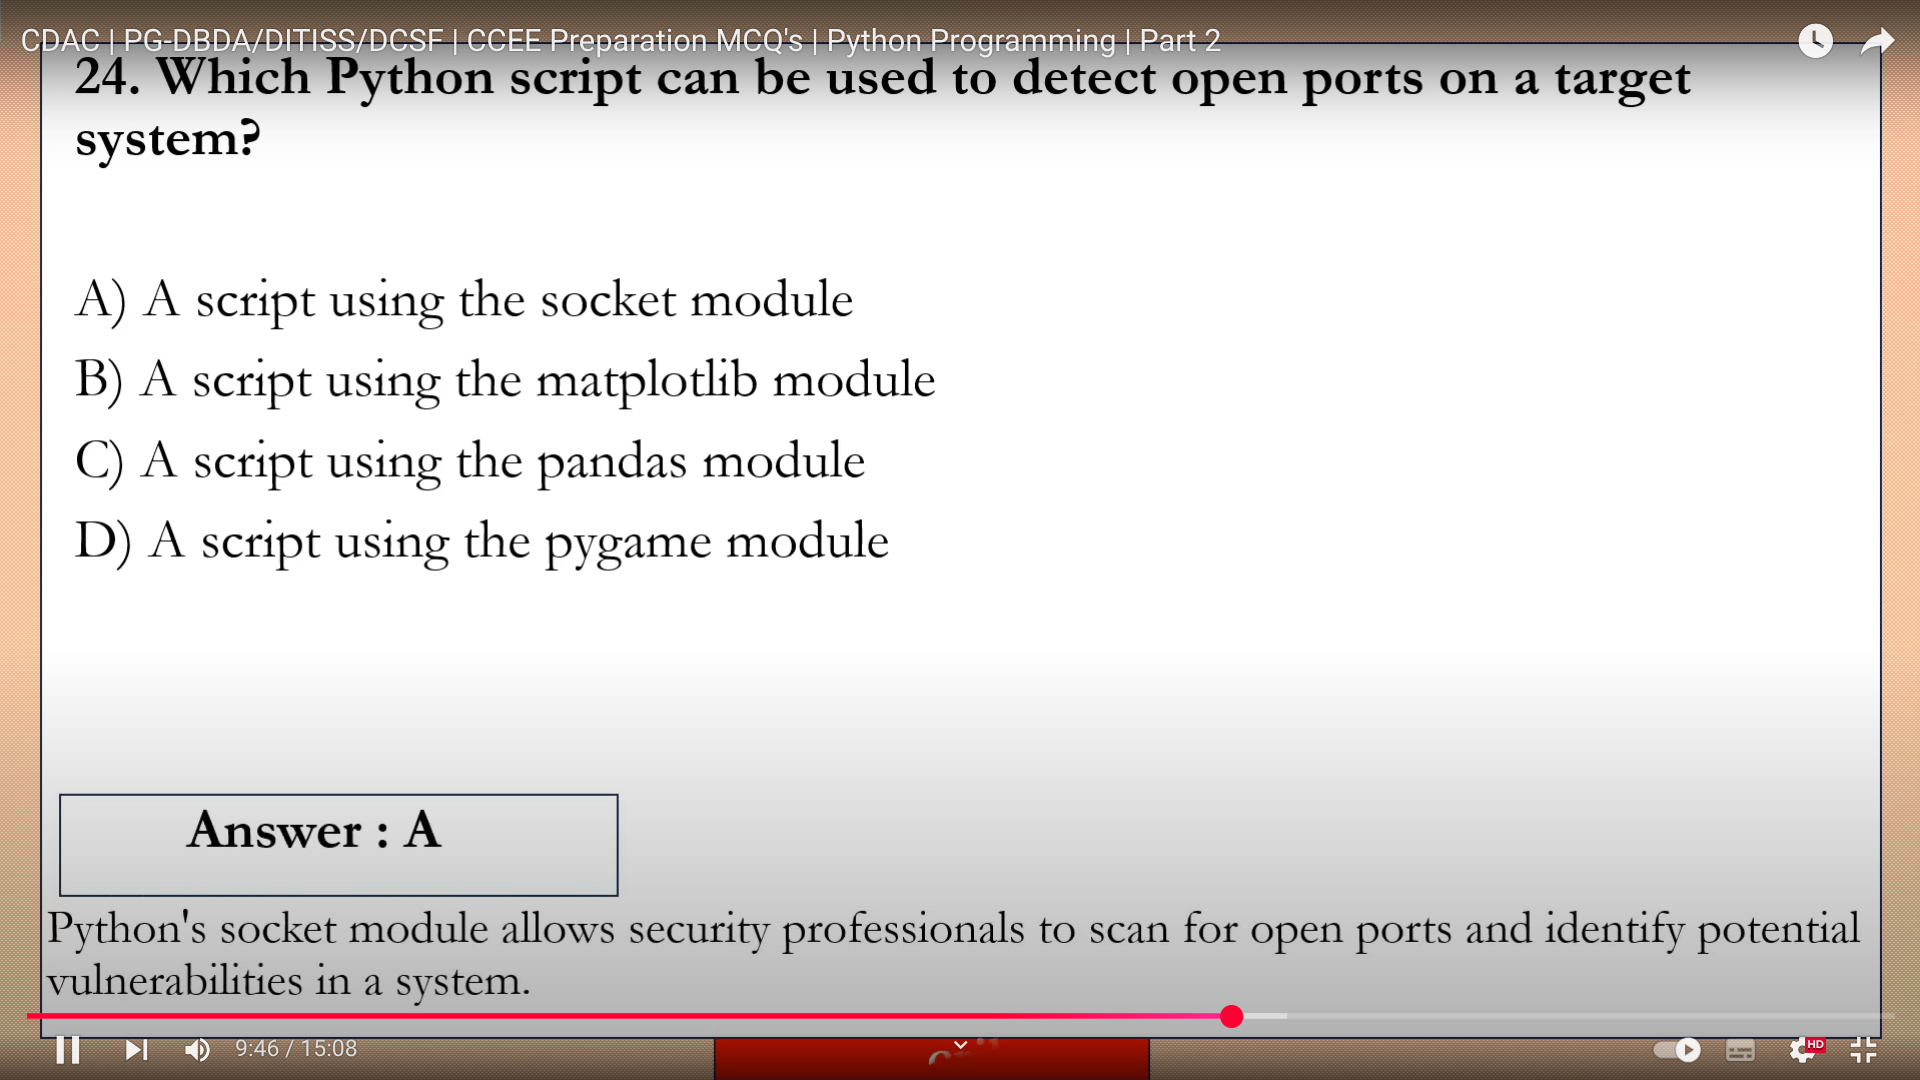 CDAC | PG-DBDA/DITISS/DCSF | CCEE Preparation MCQ's | Python Programming | Part 2
24. Which Python script can be used to detect open ports on a target
system?
A) A script using the socket module
B) A script using the matplotlib module
C) A script using the pandas module
D) A script using the pygame module
Answer : A
Python's socket module allows security professionals to scan for open ports and identify potential
vulnerabilities in a system.
9:46 / 15:08
HD